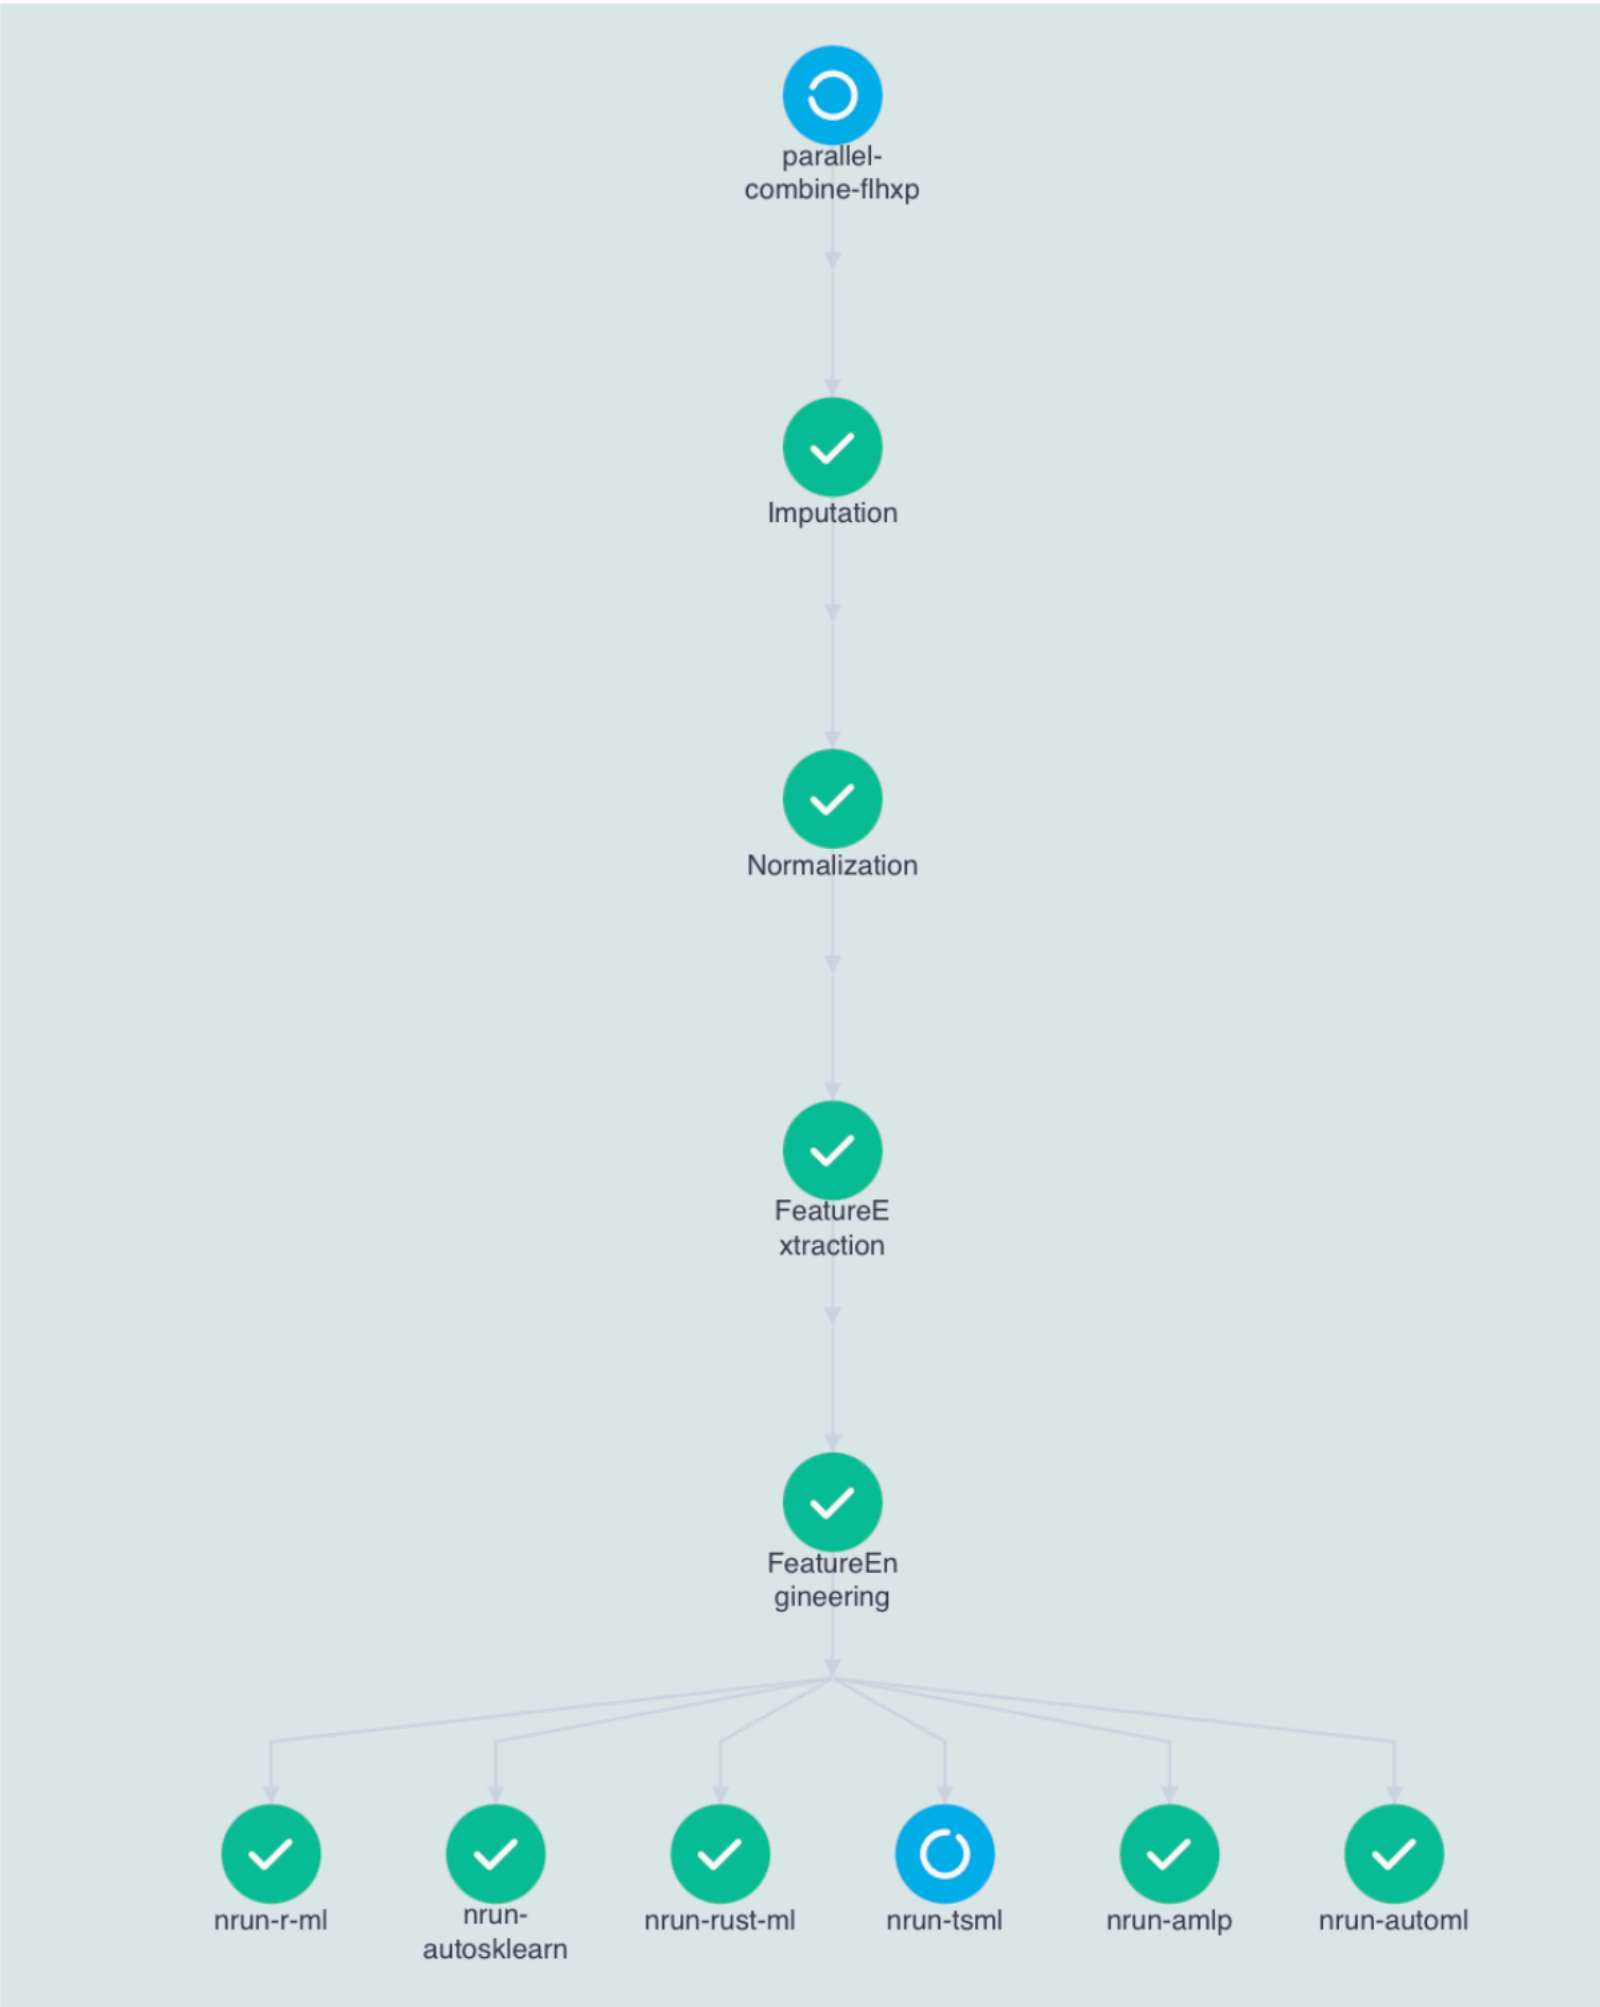 parallel-
combine-flhxp
Imputation
Normalization
FeatureE
xtraction
FeatureEn
gineering
nrun-r-ml
nrun-
autosklearn
nrun-rust-ml
nrun-tsml
nrun-amlp
nrun-automl